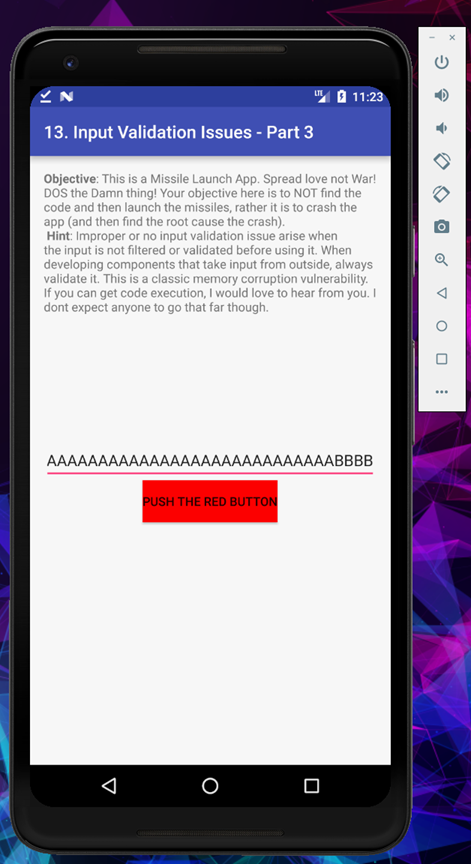 LTE 11:23
13. Input Validation Issues - Part 3
Objective: This is a Missile Launch App. Spread love not War!
DOS the Damn thing! Your objective here is to NOT find the
code and then launch the missiles, rather it is to crash the
app (and then find the root cause the crash).
Hint: Improper or no input validation issue arise when
the input is not filtered or validated before using it. When
developing components that take input from outside, always
validate it. This is a classic memory corruption vulnerability.
If you can get code execution, I would love to hear from you. I
dont expect anyone to go that far though.
AAAAAAAAAAAAAAAAAAAAAAAAAAAABBBB
PUSH THE RED BUTTON